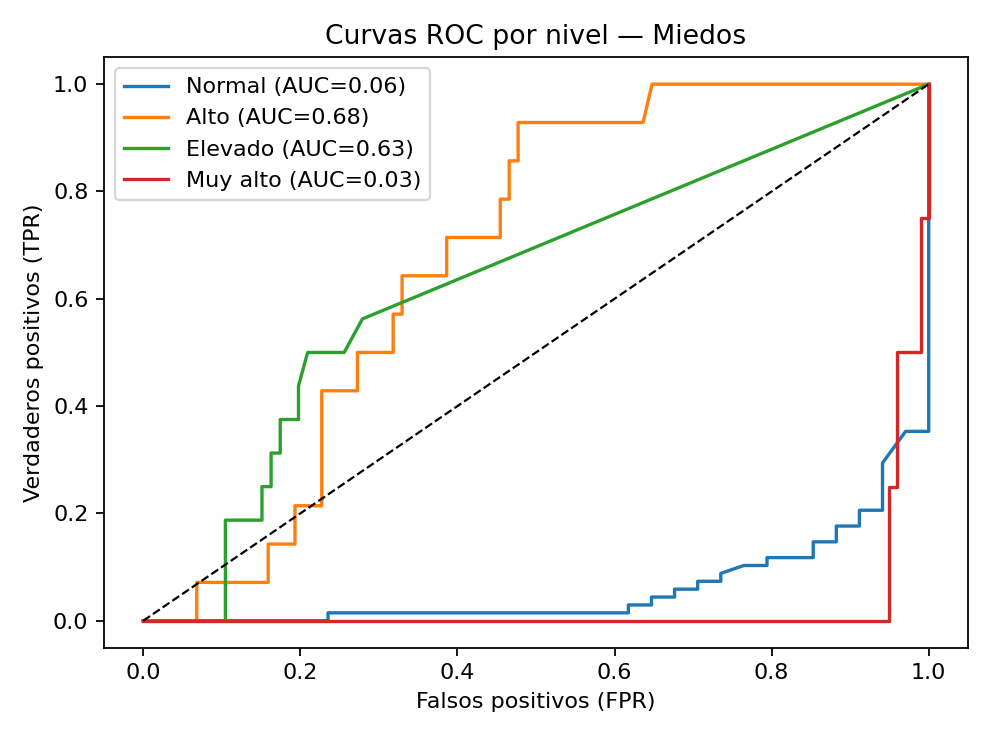 Curvas ROC por nivel — Miedos
Normal (AUC=0.06)
Alto (AUC=0.68)
Elevado (AUC=0.63)
Muy alto (AUC=0.03)
Verdaderos positivos (TPR)
1.0
0.8
0.6
0.4
0.2
0.0
0.0 0.2 0.4 0.6 0.8 1.0
Falsos positivos (FPR)